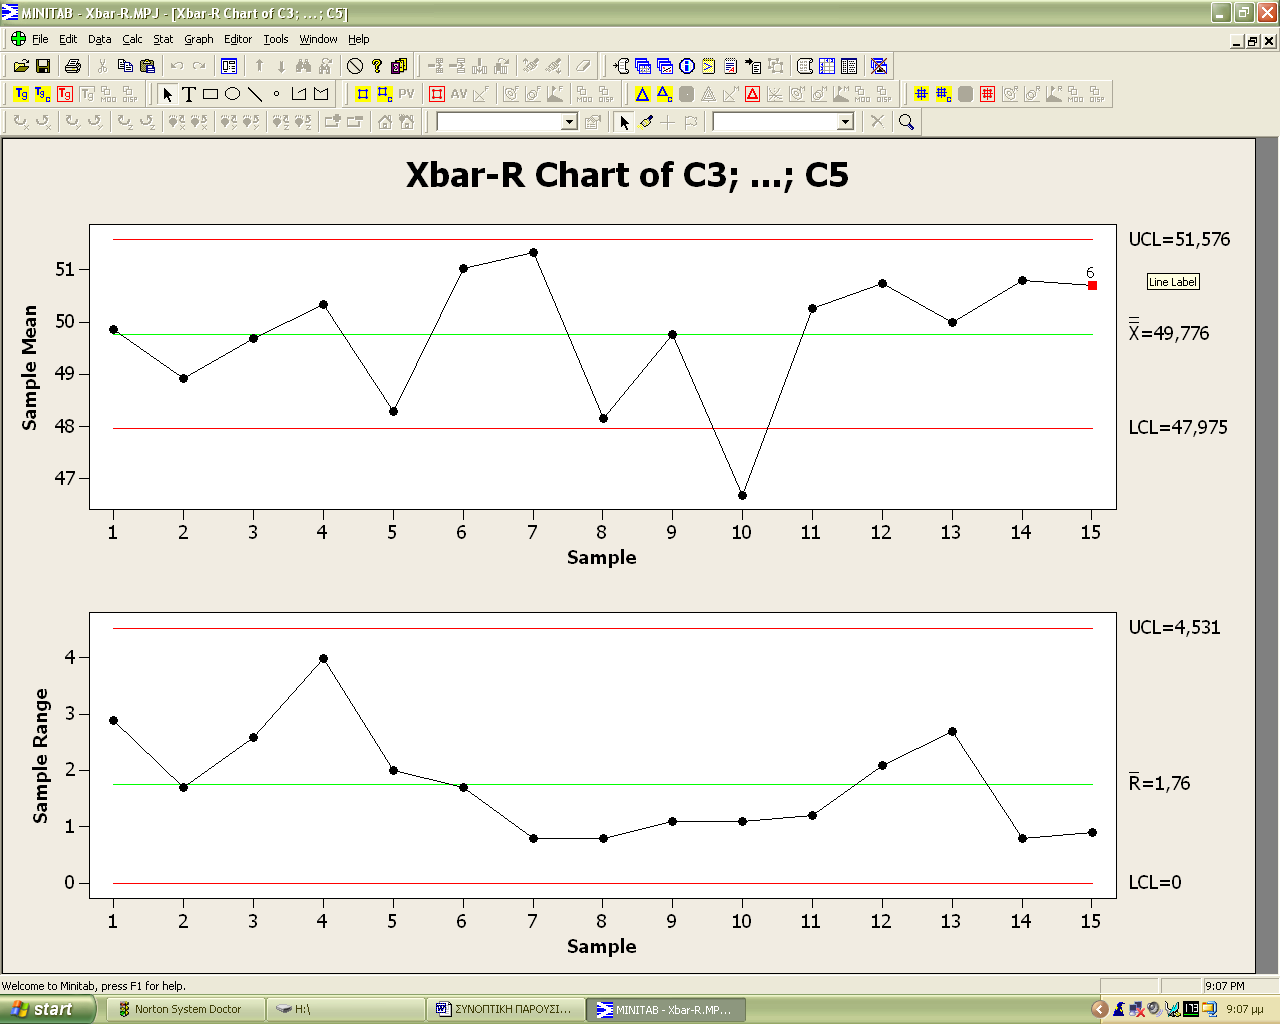 MINITAB - Xbar-R.MPJ - [Xbar-R Chart of C3; ...; C5]
File Edit Data Calc Stat Graph Editor Tools Window Help
Xbar-R Chart of C3; ...; C5
UCL=51,576
51
6
Line Label
50
X=49,776
Sample Mean
49
48
LCL=47,975
47
1 2 3 4 5 6 7 8 9 10 11 12 13 14 15
Sample
UCL=4,531
4
3
Sample Range
2
R=1,76
1
0
LCL=0
1 2 3 4 5 6 7 8 9 10 11 12 13 14 15
Sample
Welcome to Minitab, press F1 for help.
9:07 PM
start
Norton System Doctor
H:\
ΣΥΝΟΠΤΙΚΗ ΠΑΡΟΥΣΙ...
MINITAB - Xbar-R.MP...
9:07 μμ